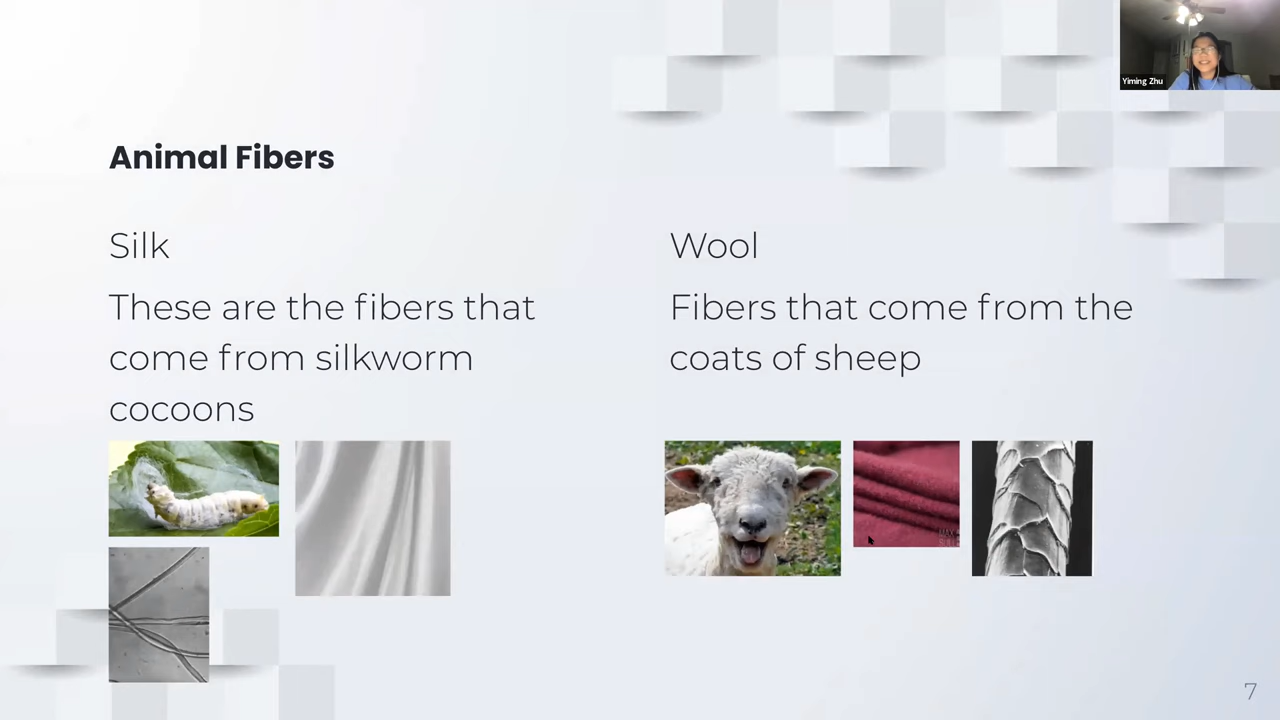 Yiming Zhu
Animal Fibers
Silk
These are the fibers that
come from silkworm
cocoons
Wool
Fibers that come from the
coats of sheep
7